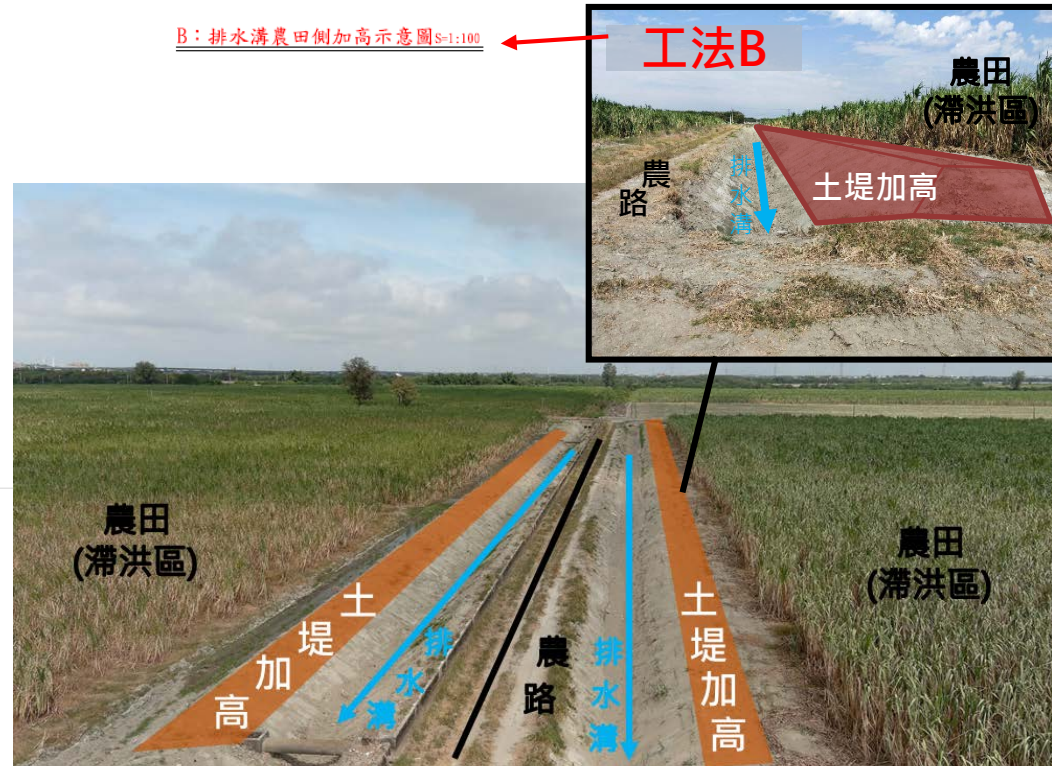 B：排水溝農田側加高示意圖S=1:100
工法B
農田
(滯洪區)
農路
排水溝
土堤加高
農田
(滯洪區)
農田
(滯洪區)
土堤加高
排水溝
農路
排水溝
土堤加高